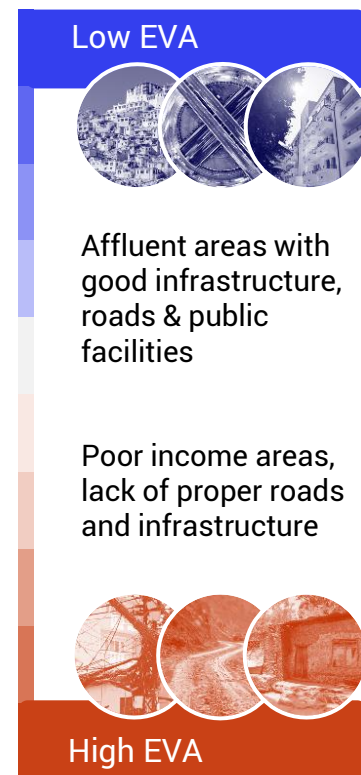 Low EVA
Affluent areas with
good infrastructure,
roads & public
facilities
Poor income areas,
lack of proper roads
and infrastructure
High EVA